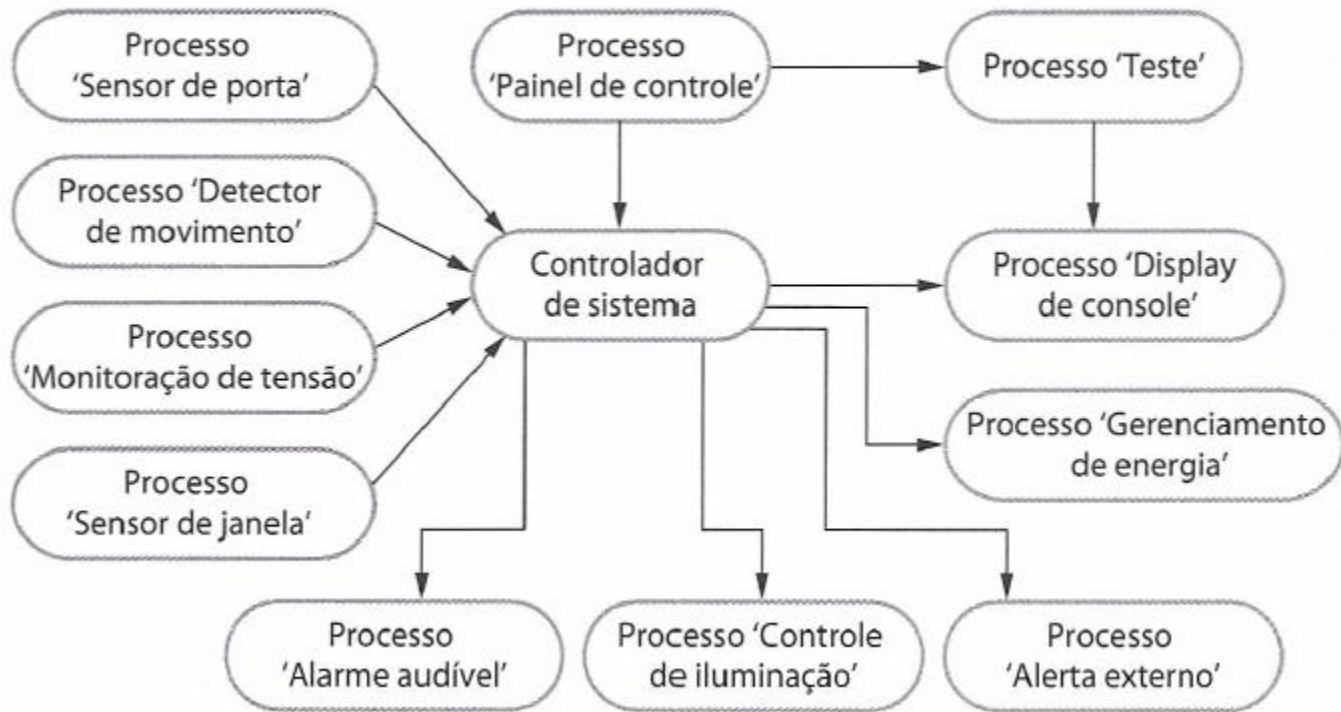 Processo
'Sensor de porta'
Processo
'Painel de controle'
Processo 'Teste'
Processo 'Detector
de movimento'
Controlador
de sistema
Processo 'Display
de console'
Processo
'Monitoração de tensão'
Processo 'Gerenciamento
de energia'
Processo
'Sensor de janela'
Processo
'Alarme audível'
Processo 'Controle
de iluminação'
Processo
'Alerta externo'